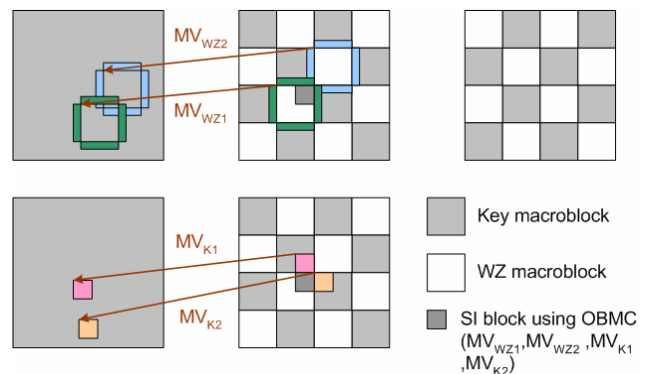 MVWZ2
MVWZ1
MVK1
MVK2
Key macroblock
WZ macroblock
SI block using OBMC
(MVWZ1,MVWZ2 ,MVK1
,MVK2)